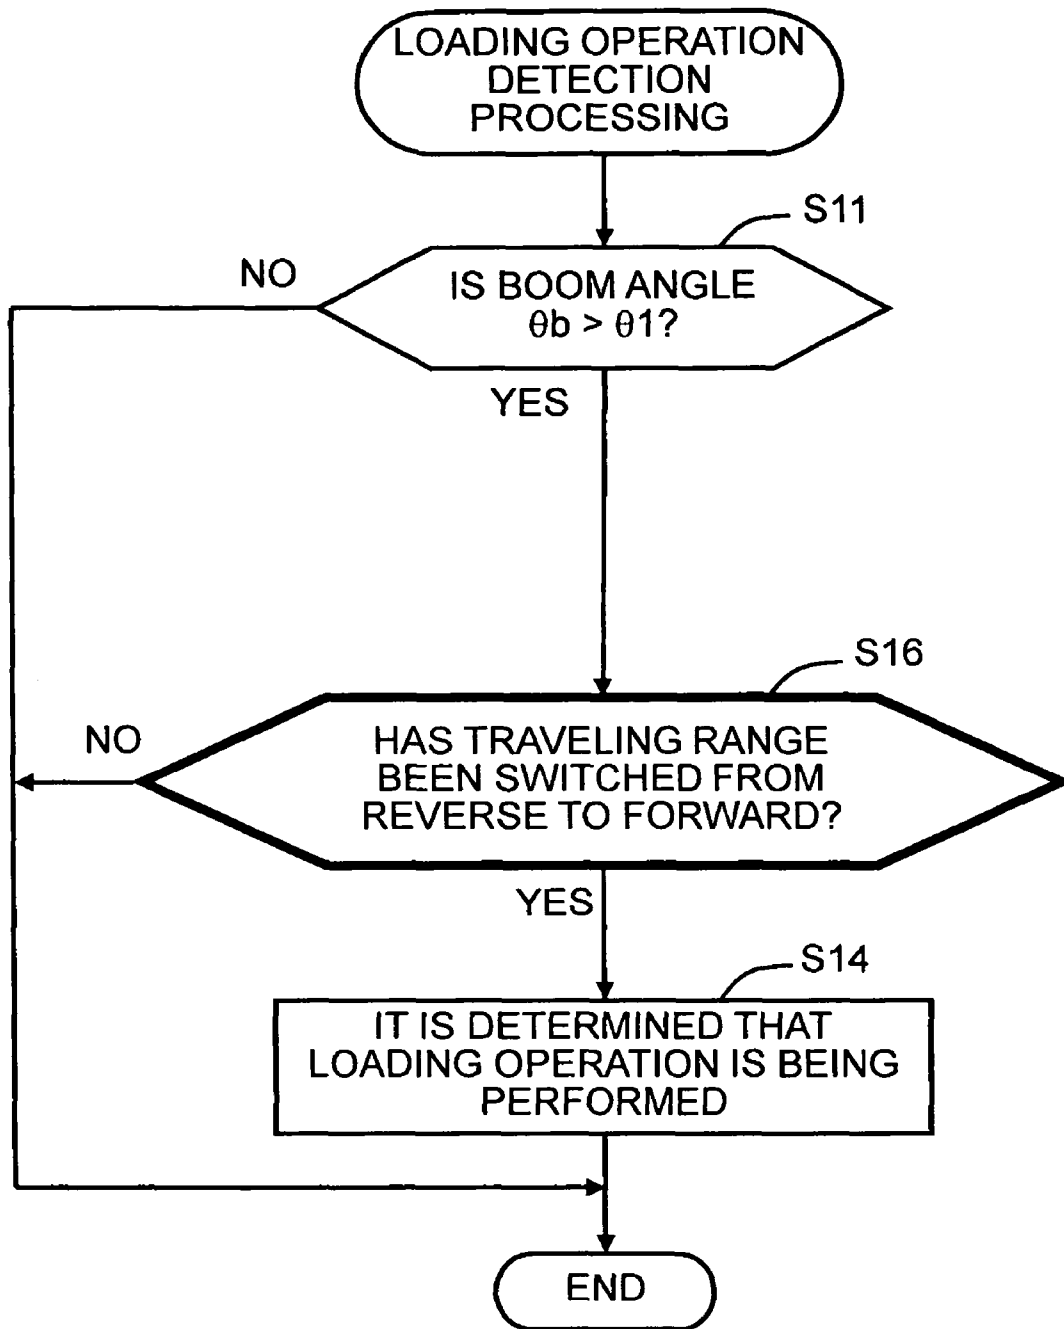 LOADING OPERATION
DETECTION
PROCESSING
S11
NO
IS BOOM ANGLE
θb > θ1?
YES
S16
NO
HAS TRAVELING RANGE
BEEN SWITCHED FROM
REVERSE TO FORWARD?
YES
S14
IT IS DETERMINED THAT
LOADING OPERATION IS BEING
PERFORMED
END